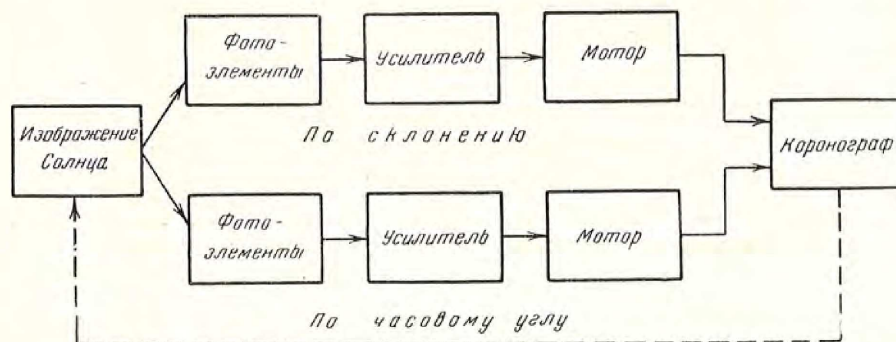 Фото-
элементы
Усилитель
Мотор
Изображение
Солнца
По склонению
Коронограф
Фото-
элементы
Усилитель
Мотор
По часовому углу